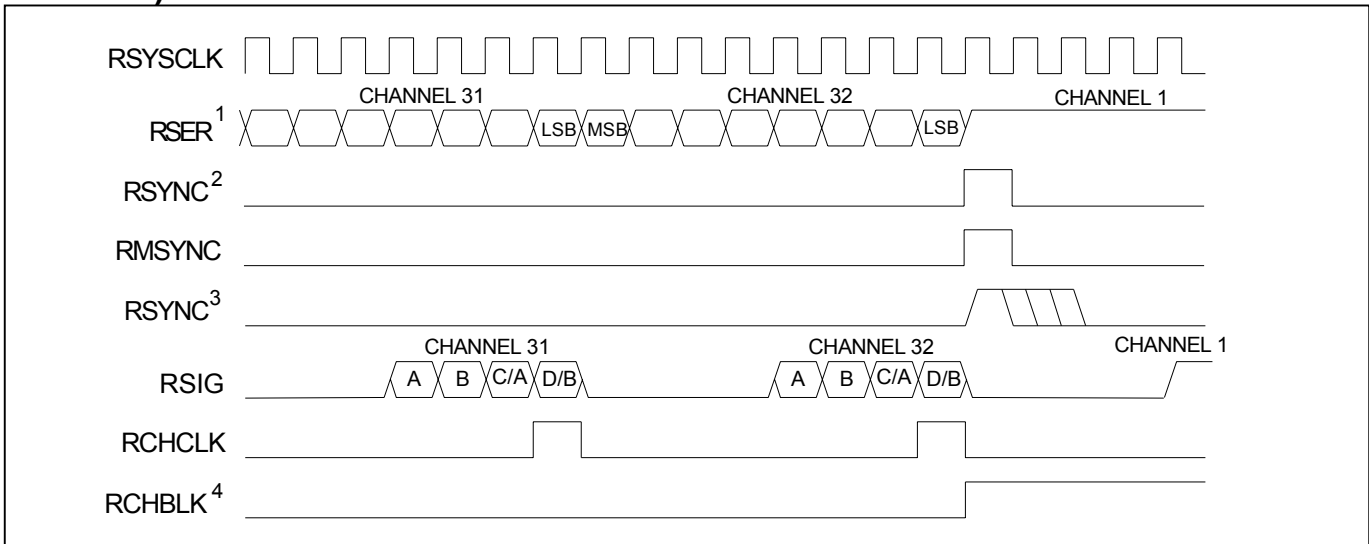 RSYSCLK
CHANNEL 31 CHANNEL 32 CHANNEL 1
RSER1 LSB MSB LSB
RSYNC2
RMSYNC
RSYNC3
CHANNEL 31 CHANNEL 32 CHANNEL 1
RSIG A B C/A D/B A B C/A D/B
RCHCLK
RCHBLK4